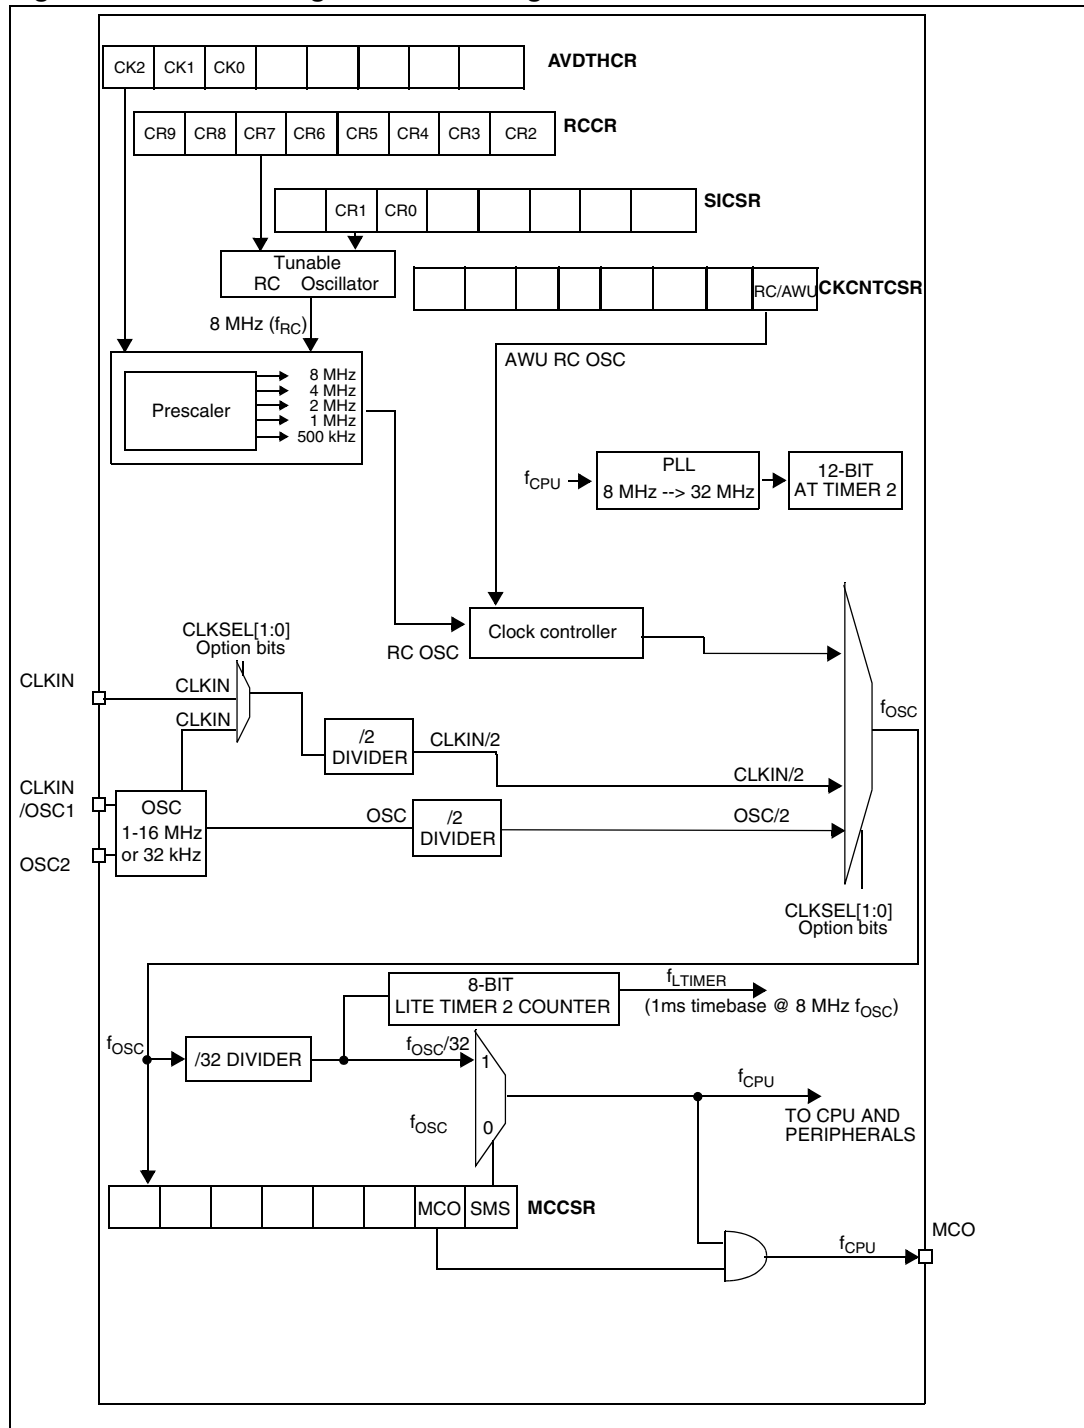 CK2 CK1 CK0 AVDTHCR
CR9 CR8 CR7 CR6 CR5 CR4 CR3 CR2 RCCR
CR1 CR0 SICSR
Tunable
RC Oscillator
RC/AWU CKCNTCSR
8 MHz (fRC)
AWU RC OSC
Prescaler
8 MHz
4 MHz
2 MHz
1 MHz
500 kHz
fCPU
PLL
8 MHz --> 32 MHz
12-BIT
AT TIMER 2
Clock controller
RC OSC
CLKSEL[1:0]
Option bits
CLKIN
CLKIN
CLKIN
fOSC
/2
DIVIDER
CLKIN/2
CLKIN/2
CLKIN
/OSC1
OSC2
OSC
1-16 MHz
or 32 kHz
OSC
/2
DIVIDER
OSC/2
CLKSEL[1:0]
Option bits
8-BIT
LITE TIMER 2 COUNTER
fLTIMER
(1ms timebase @ 8 MHz fOSC)
fOSC
/32 DIVIDER
fOSC/32
1
fOSC
0
fCPU
TO CPU AND
PERIPHERALS
MCO SMS MCCSR
fCPU
MCO